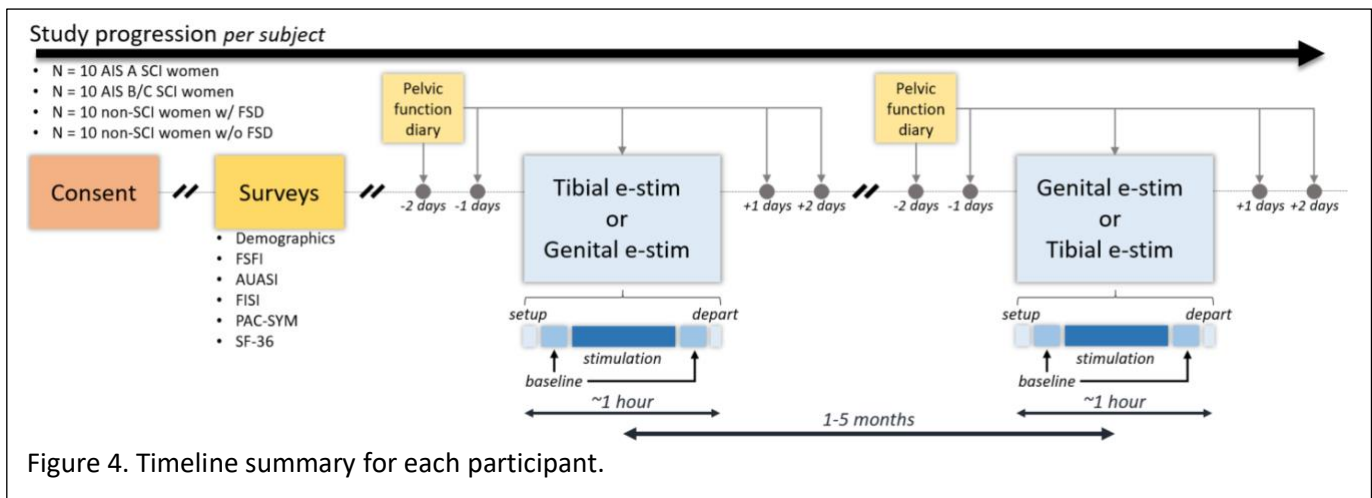 Study progression per subject
• N = 10 AIS A SCI women
• N = 10 AIS B/C SCI women
• N = 10 non-SCI women w/ FSD
• N = 10 non-SCI women w/o FSD
Consent
Surveys
• Demographics
• FSFI
• AUASI
• FISI
• PAC-SYM
• SF-36
Pelvic
function
diary
-2 days
-1 days
Tibial e-stim
or
Genital e-stim
+1 days
+2 days
setup
depart
stimulation
baseline
~1 hour
Pelvic
function
diary
-2 days
-1 days
Genital e-stim
or
Tibial e-stim
+1 days
+2 days
setup
depart
stimulation
baseline
~1 hour
1-5 months
Figure 4. Timeline summary for each participant.